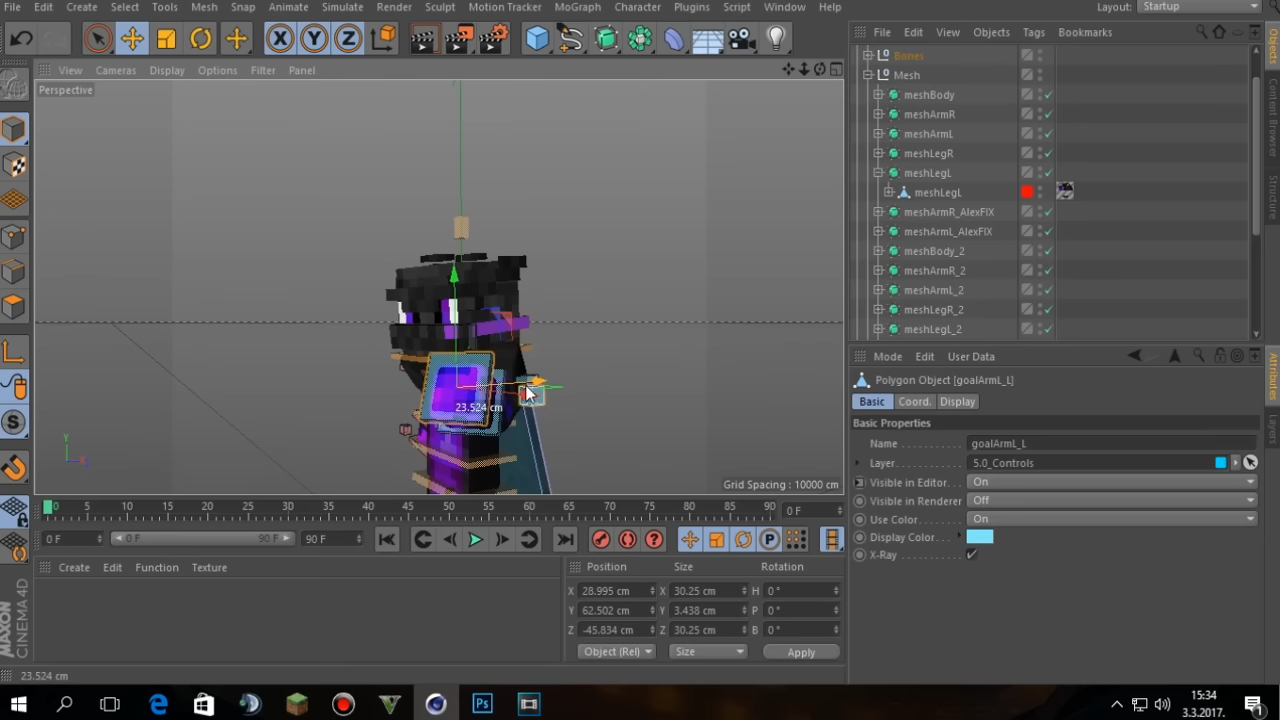 File Edit Create Select Tools Mesh Snap Animate Simulate Render Sculpt Motion Tracker MoGraph Character Plugins Script Window Help Layout: Startup
File Edit View Objects Tags Bookmarks
View Cameras Display Options Filter Panel
Perspective
Bones
Mesh
meshBody
meshArmR
meshArmL
meshLegR
meshLegL
meshLegL
meshArmR_AlexFIX
meshArmL_AlexFIX
meshBody_2
meshArmR_2
meshArmL_2
meshLegR_2
meshLegL_2
Objects
Content Browser
Structure
23.524 cm
Y
X
Grid Spacing : 10000 cm
Mode Edit User Data
Polygon Object [goalArmL_L]
Basic Coord. Display
Basic Properties
Name goalArmL_L
Layer 5.0_Controls
Visible in Editor On
Visible in Renderer Off
Use Color On
Display Color
X-Ray
Attributes
Layers
0 5 10 15 20 25 30 35 40 45 50 55 60 65 70 75 80 85 90 0 F
0 F 0 F 90 F 90 F
Create Edit Function Texture
Position Size Rotation
X 28.995 cm X 30.25 cm H 0 °
Y 62.502 cm Y 3.438 cm P 0 °
Z -45.834 cm Z 30.25 cm B 0 °
Object (Rel) Size Apply
MAXON
CINEMA 4D
23.524 cm
15:34
3.3.2017.